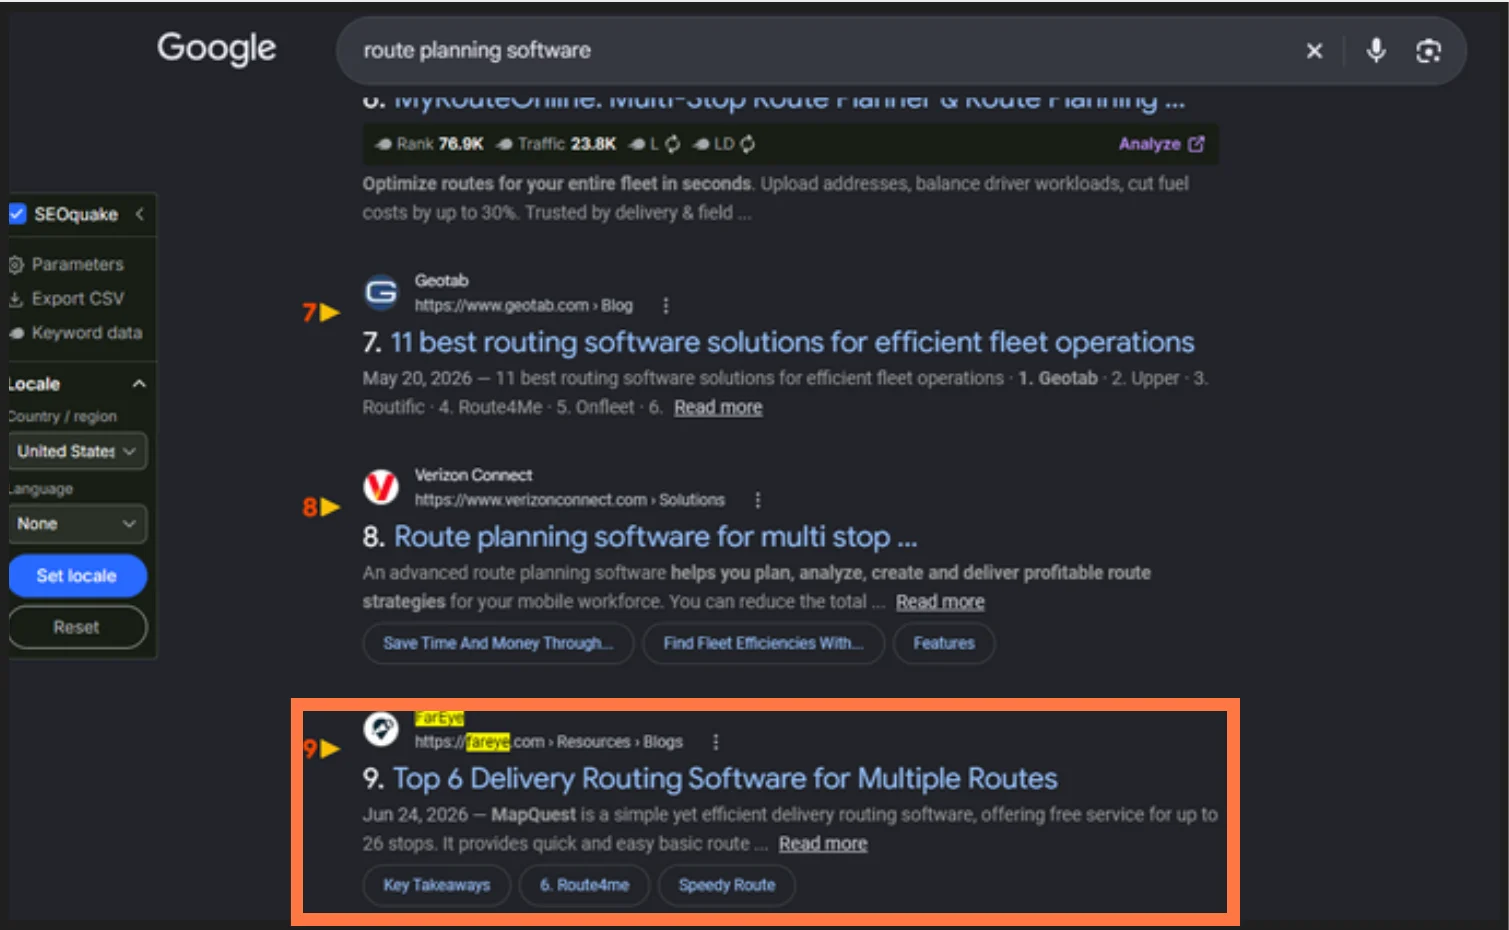 Google
route planning software
6. MyRouteOnline: Multi-Stop Route Planner & Route Planning ...
Rank 76.9K Traffic 23.8K L LD Analyze
Optimize routes for your entire fleet in seconds. Upload addresses, balance driver workloads, cut fuel
costs by up to 30%. Trusted by delivery & field ...
SEOquake
Parameters
Export CSV
Keyword data
Locale
Country / region
United States
Language
None
Set locale
Reset
Geotab
7
https://www.geotab.com › Blog
7. 11 best routing software solutions for efficient fleet operations
May 20, 2026 — 11 best routing software solutions for efficient fleet operations · 1. Geotab · 2. Upper · 3.
Routific · 4. Route4Me · 5. Onfleet · 6. Read more
Verizon Connect
8
https://www.verizonconnect.com › Solutions
8. Route planning software for multi stop ...
An advanced route planning software helps you plan, analyze, create and deliver profitable route
strategies for your mobile workforce. You can reduce the total ... Read more
Save Time And Money Through... Find Fleet Efficiencies With... Features
FarEye
9
https://fareye.com › Resources › Blogs
9. Top 6 Delivery Routing Software for Multiple Routes
Jun 24, 2026 — MapQuest is a simple yet efficient delivery routing software, offering free service for up to
26 stops. It provides quick and easy basic route ... Read more
Key Takeaways 6. Route4me Speedy Route